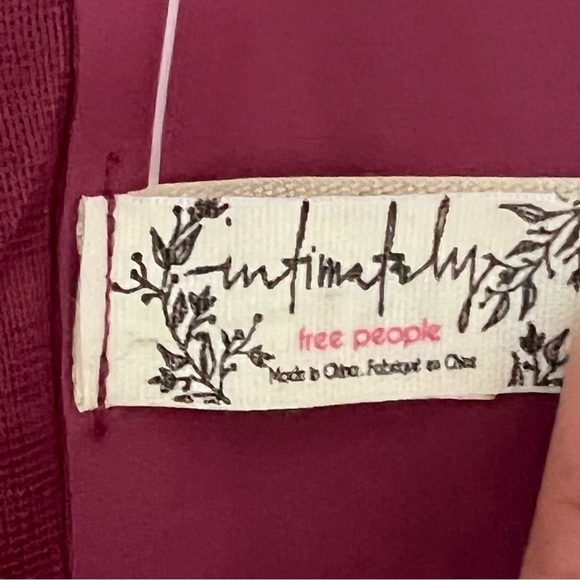 intimately
free people
Made in China. Fabriqué en Chine